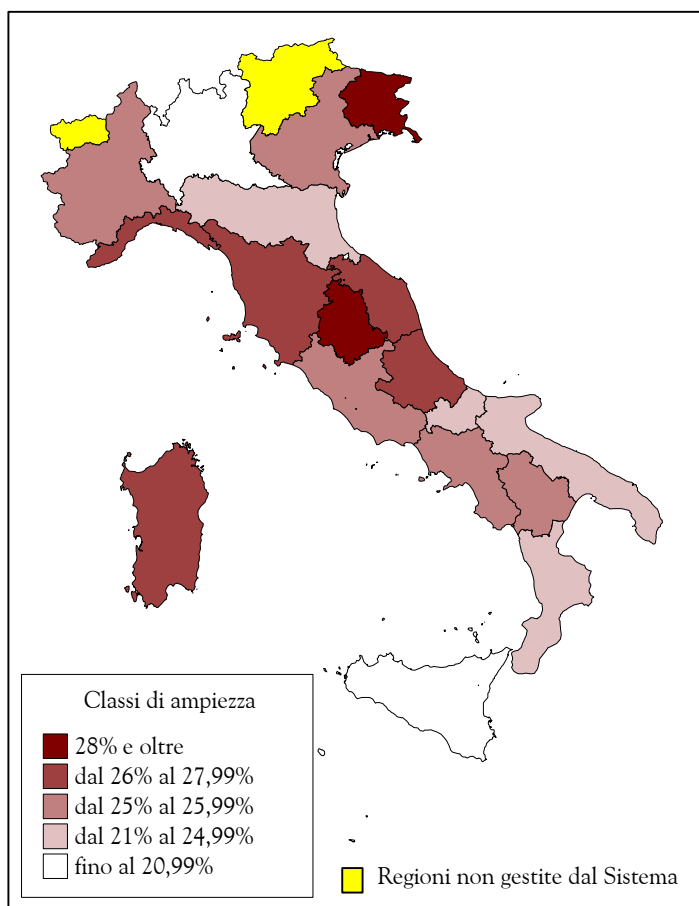 Classi di ampiezza
28% e oltre
dal 26% al 27,99%
dal 25% al 25,99%
dal 21% al 24,99%
fino al 20,99%
Regioni non gestite dal Sistema